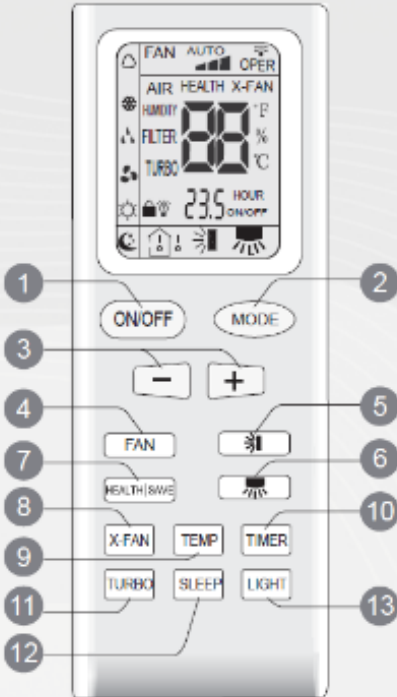 FAN AUTO
OPER
AIR HEALTH X-FAN
HUMIDITY °F
FILTER 88 %
TURBO °C
23.5 HOUR
ON/OFF
1 2
ON/OFF MODE
3
− +
4 5
FAN
7 6
HEALTH|SAVE
8 10
X-FAN TEMP TIMER
9
11 TURBO SLEEP LIGHT 13
12